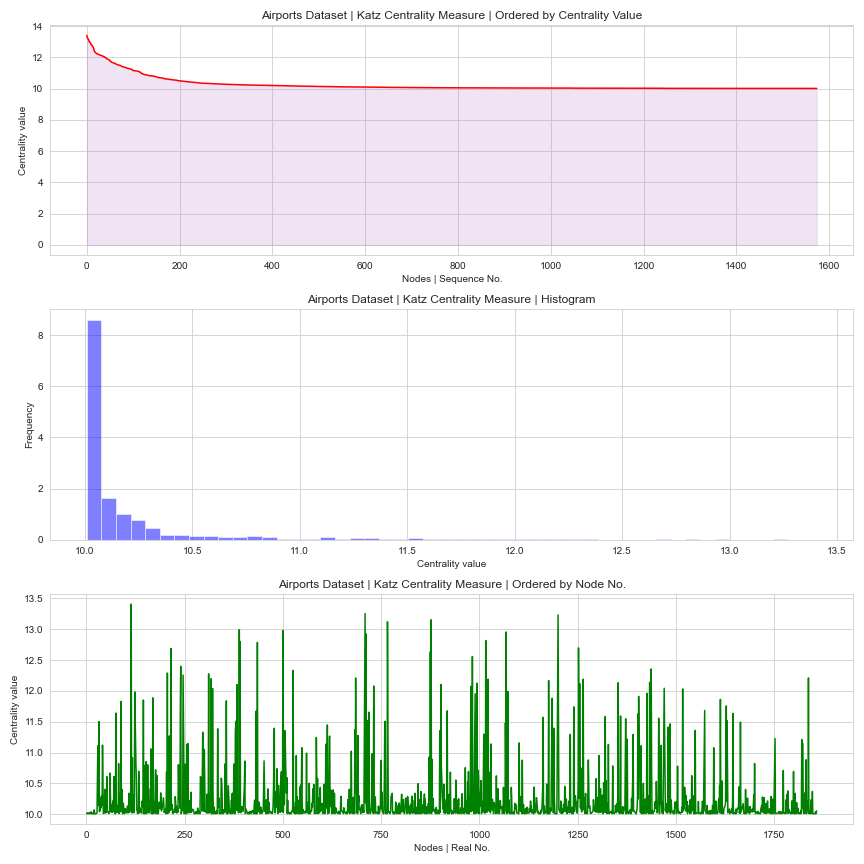 Airports Dataset | Katz Centrality Measure | Ordered by Centrality Value
14
12
10
8
6
4
2
0
Centrality value
0 200 400 600 800 1000 1200 1400 1600
Nodes | Sequence No.
Airports Dataset | Katz Centrality Measure | Histogram
8
6
4
2
0
Frequency
10.0 10.5 11.0 11.5 12.0 12.5 13.0 13.5
Centrality value
Airports Dataset | Katz Centrality Measure | Ordered by Node No.
13.5
13.0
12.5
12.0
11.5
11.0
10.5
10.0
Centrality value
0 250 500 750 1000 1250 1500 1750
Nodes | Real No.